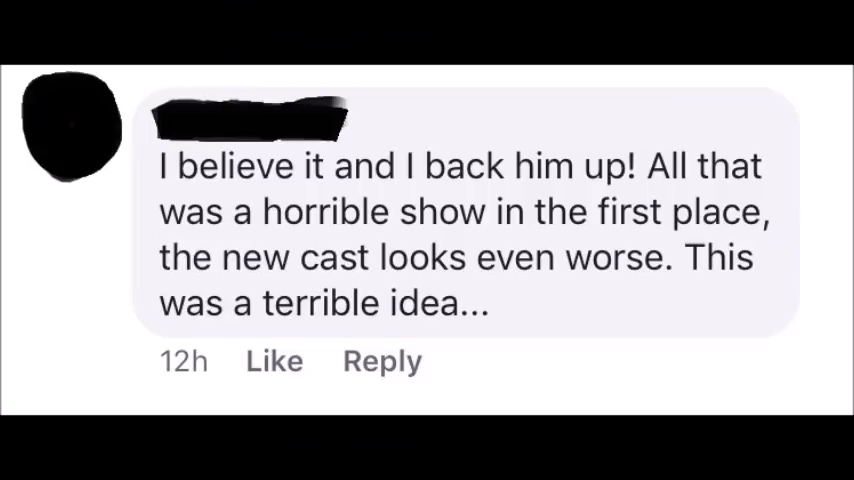 I believe it and I back him up! All that
was a horrible show in the first place,
the new cast looks even worse. This
was a terrible idea...
12h Like Reply